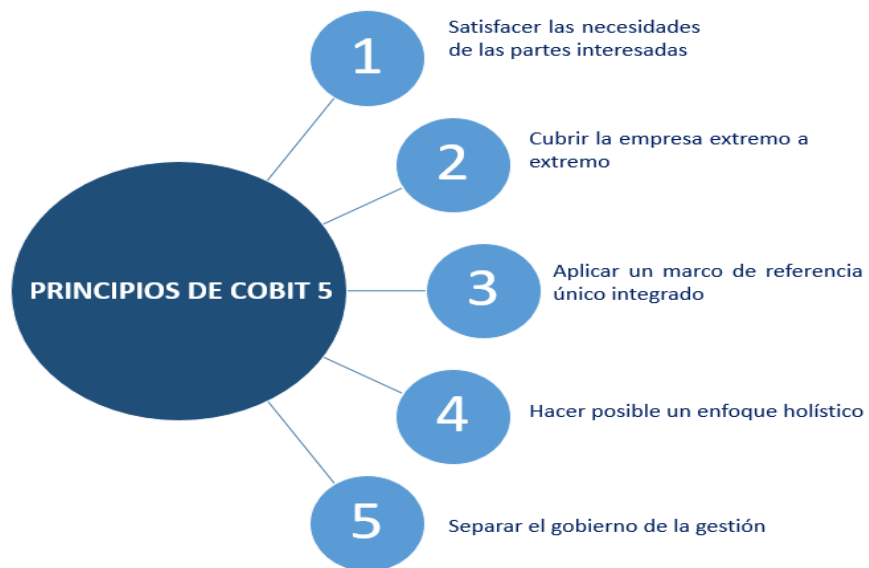 1
Satisfacer las necesidades
de las partes interesadas
2
Cubrir la empresa extremo a
extremo
PRINCIPIOS DE COBIT 5
3
Aplicar un marco de referencia
único integrado
4
Hacer posible un enfoque holístico
5
Separar el gobierno de la gestión